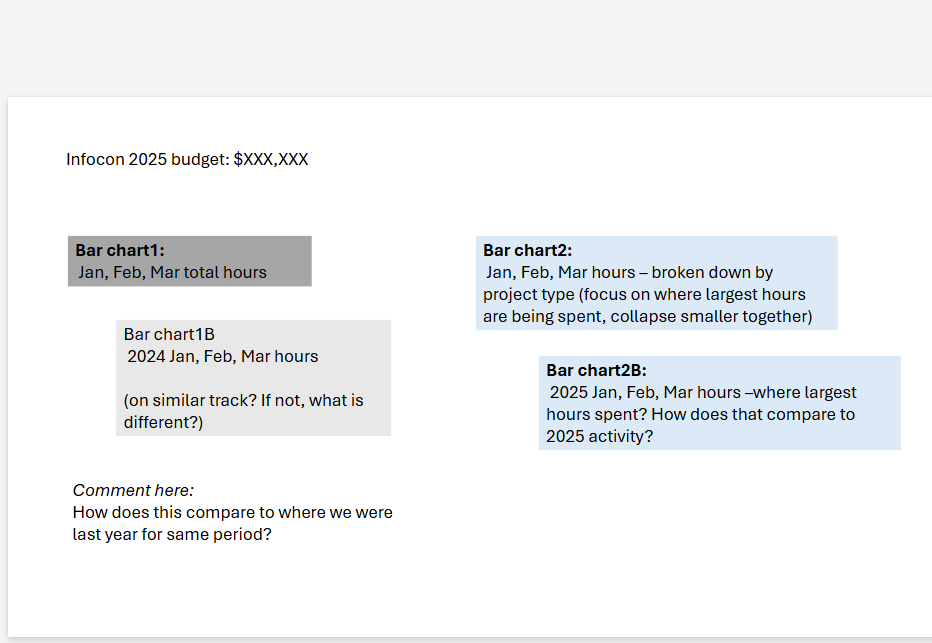 Infocon 2025 budget: $XXX,XXX
Bar chart1:
Jan, Feb, Mar total hours
Bar chart1B
2024 Jan, Feb, Mar hours
(on similar track? If not, what is
different?)
Comment here:
How does this compare to where we were
last year for same period?
Bar chart2:
Jan, Feb, Mar hours – broken down by
project type (focus on where largest hours
are being spent, collapse smaller together)
Bar chart2B:
2025 Jan, Feb, Mar hours –where largest
hours spent? How does that compare to
2025 activity?